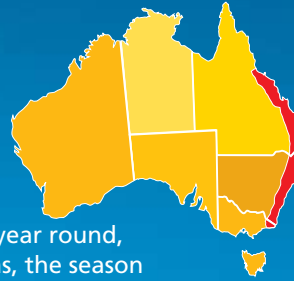 year round,
s, the season